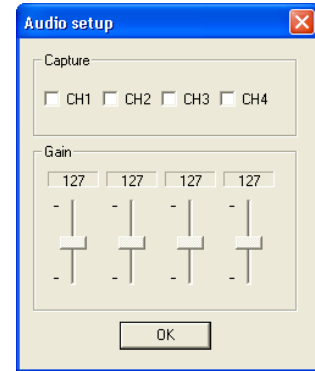 Audio setup
Capture
CH1 CH2 CH3 CH4
Gain
127 127 127 127
OK